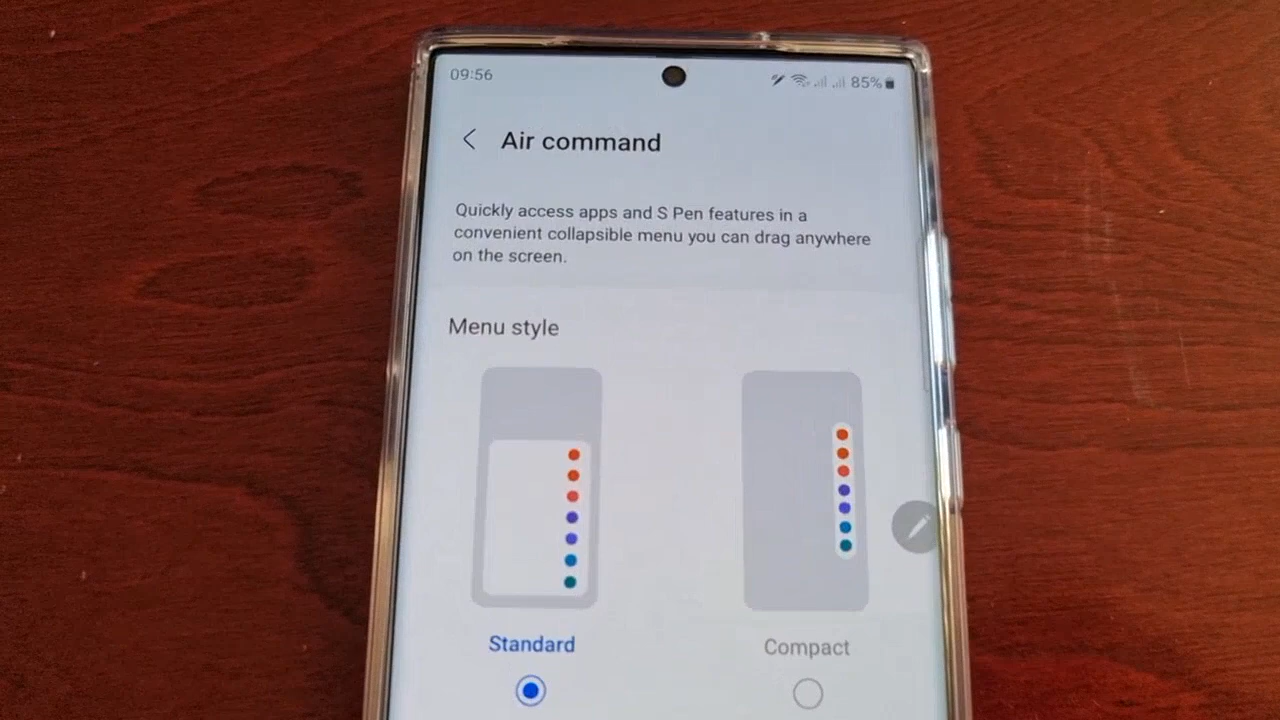 09:56
85%
Air command
Quickly access apps and S Pen features in a
convenient collapsible menu you can drag anywhere
on the screen.
Menu style
Standard
Compact